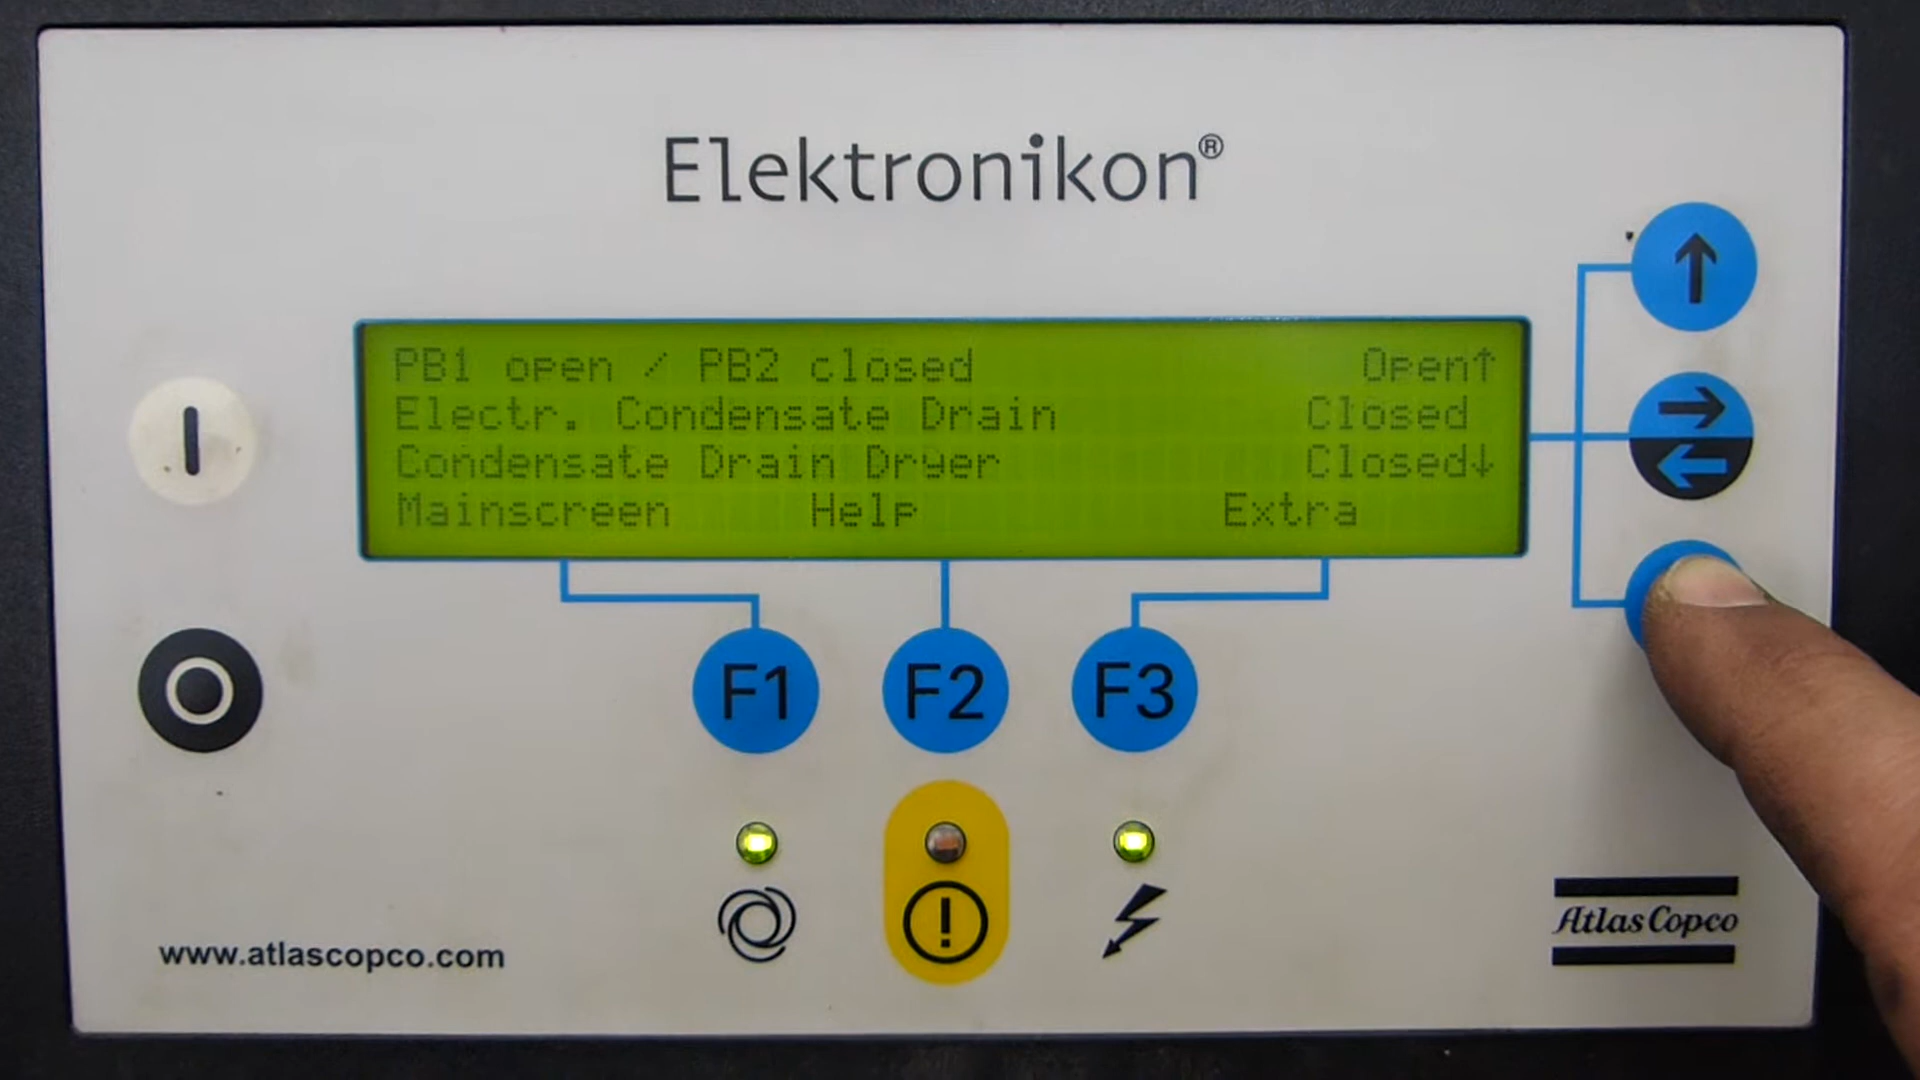 Elektronikon®
PB1 open / PB2 closed Open↑
Electr. Condensate Drain Closed
Condensate Drain Dryer Closed↓
Mainscreen Help Extra
F1 F2 F3
www.atlascopco.com
Atlas Copco